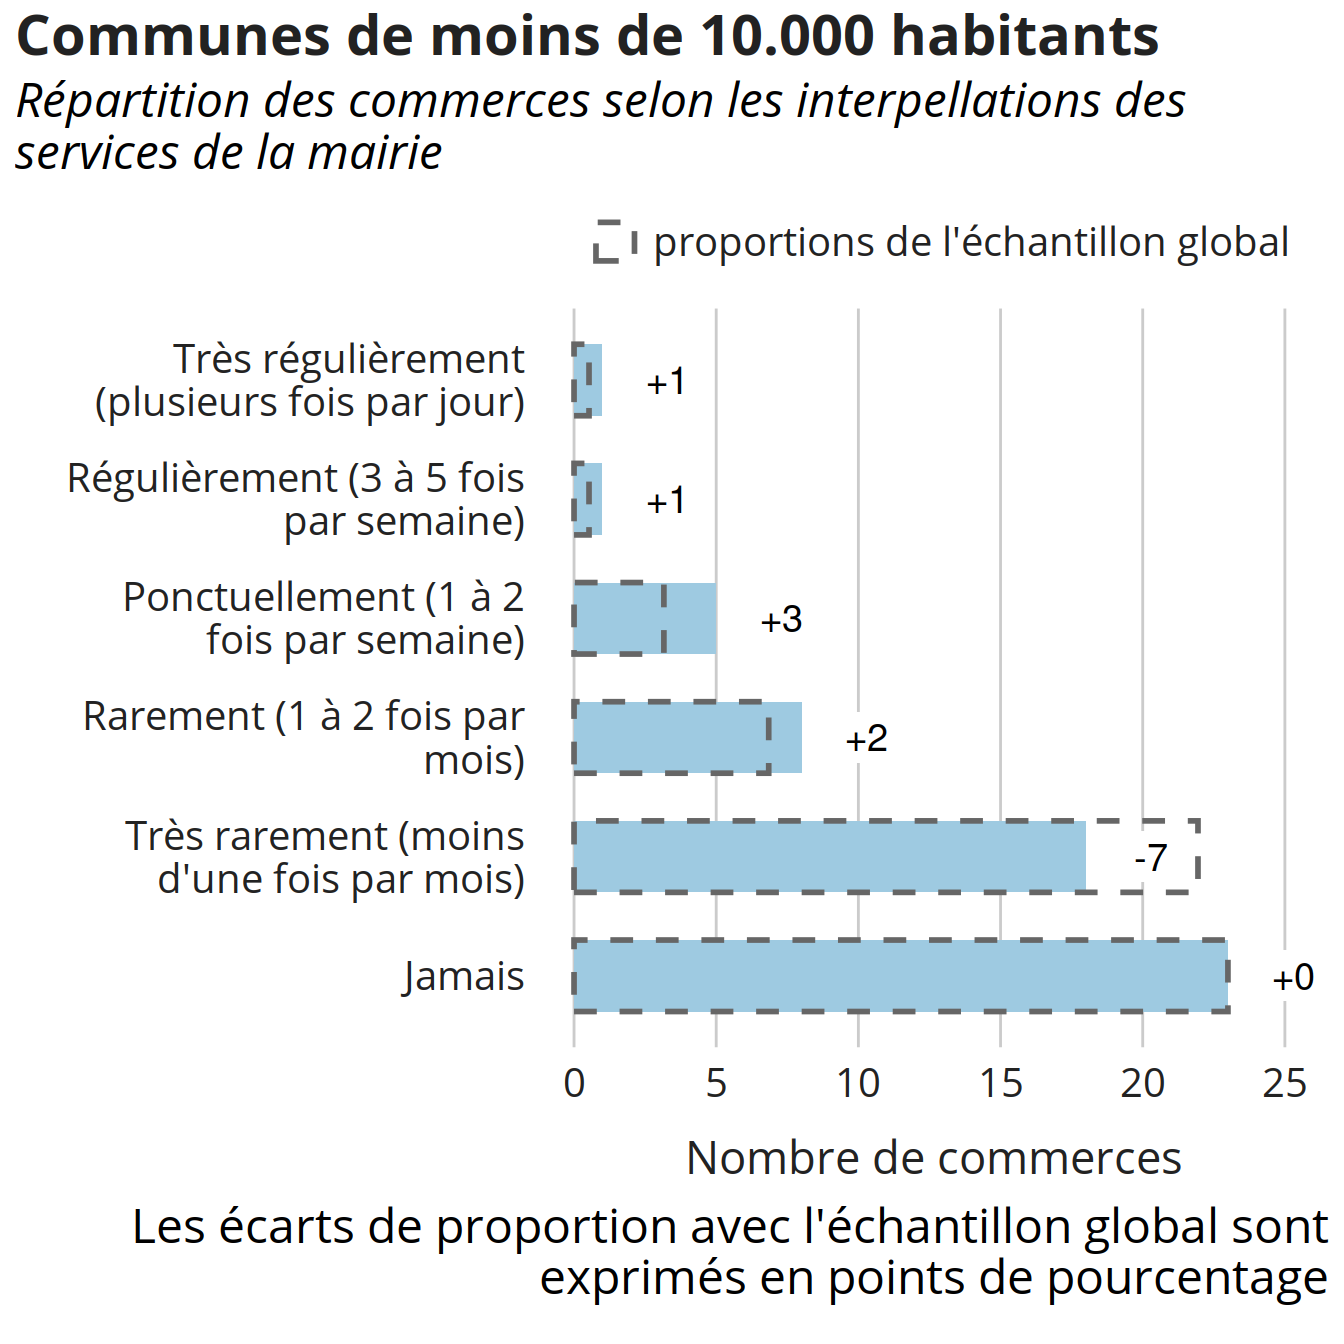 Communes de moins de 10.000 habitants
Répartition des commerces selon les interpellations des
services de la mairie
proportions de l'échantillon global
Très régulièrement
(plusieurs fois par jour)
+1
Régulièrement (3 à 5 fois
par semaine)
+1
Ponctuellement (1 à 2
fois par semaine)
+3
Rarement (1 à 2 fois par
mois)
+2
Très rarement (moins
d'une fois par mois)
-7
Jamais
+0
0 5 10 15 20 25
Nombre de commerces
Les écarts de proportion avec l'échantillon global sont
exprimés en points de pourcentage